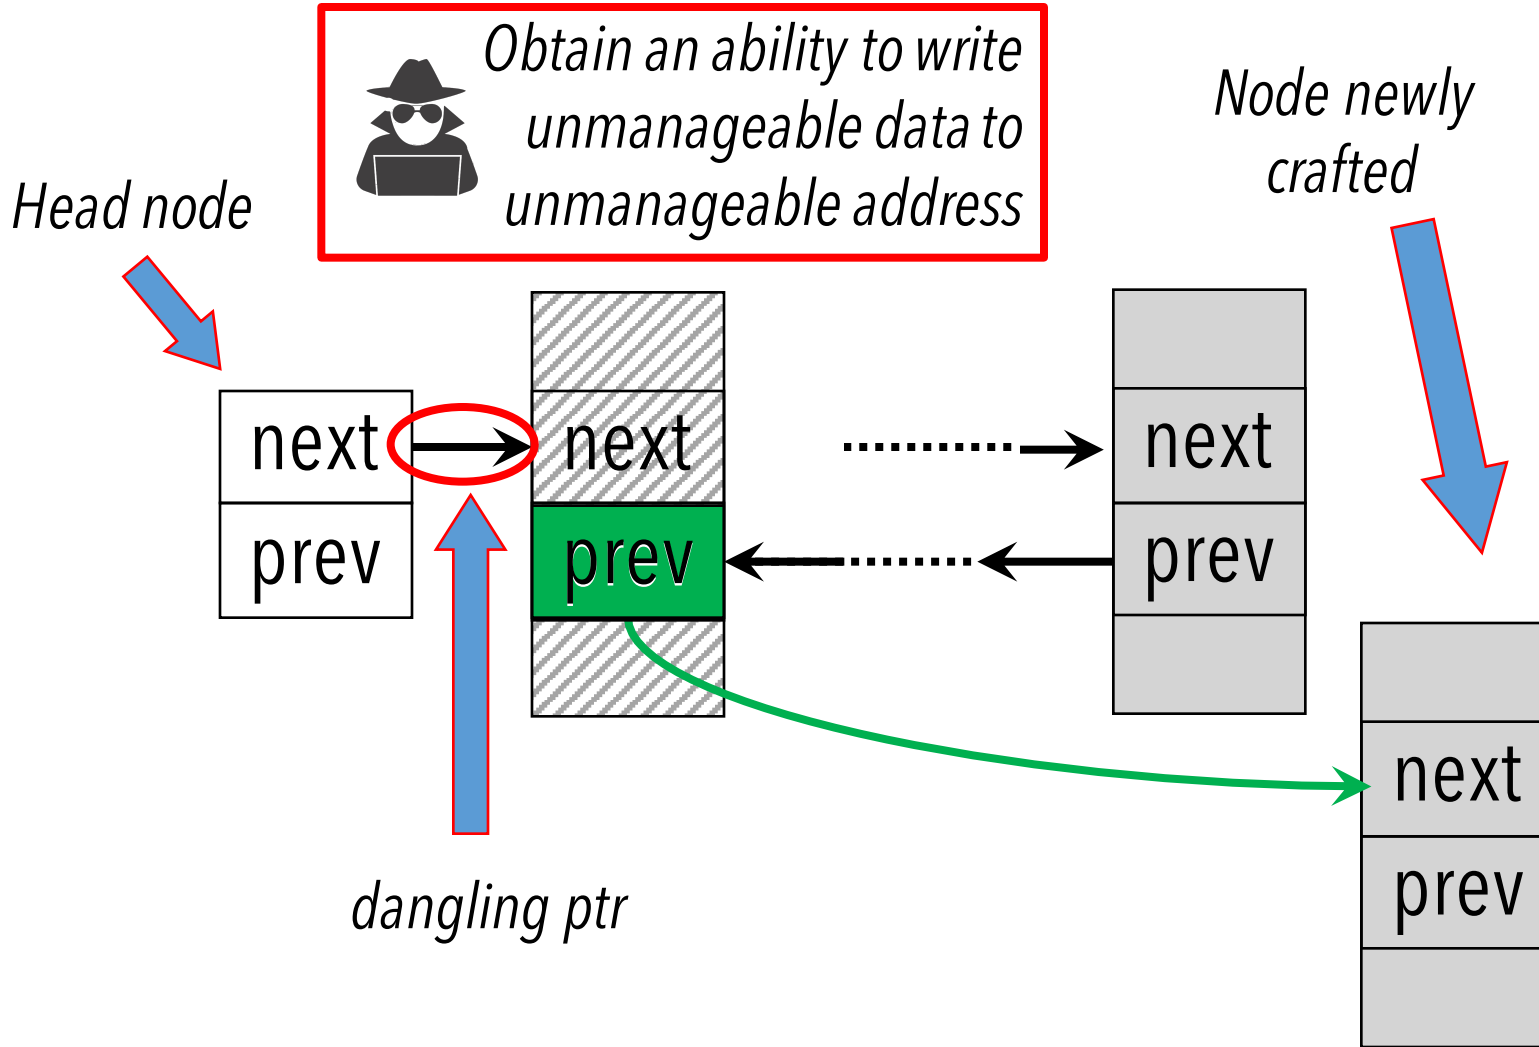 Obtain an ability to write
unmanageable data to
unmanageable address
Node newly
crafted
Head node
next
prev
next
prev
next
prev
next
prev
dangling ptr